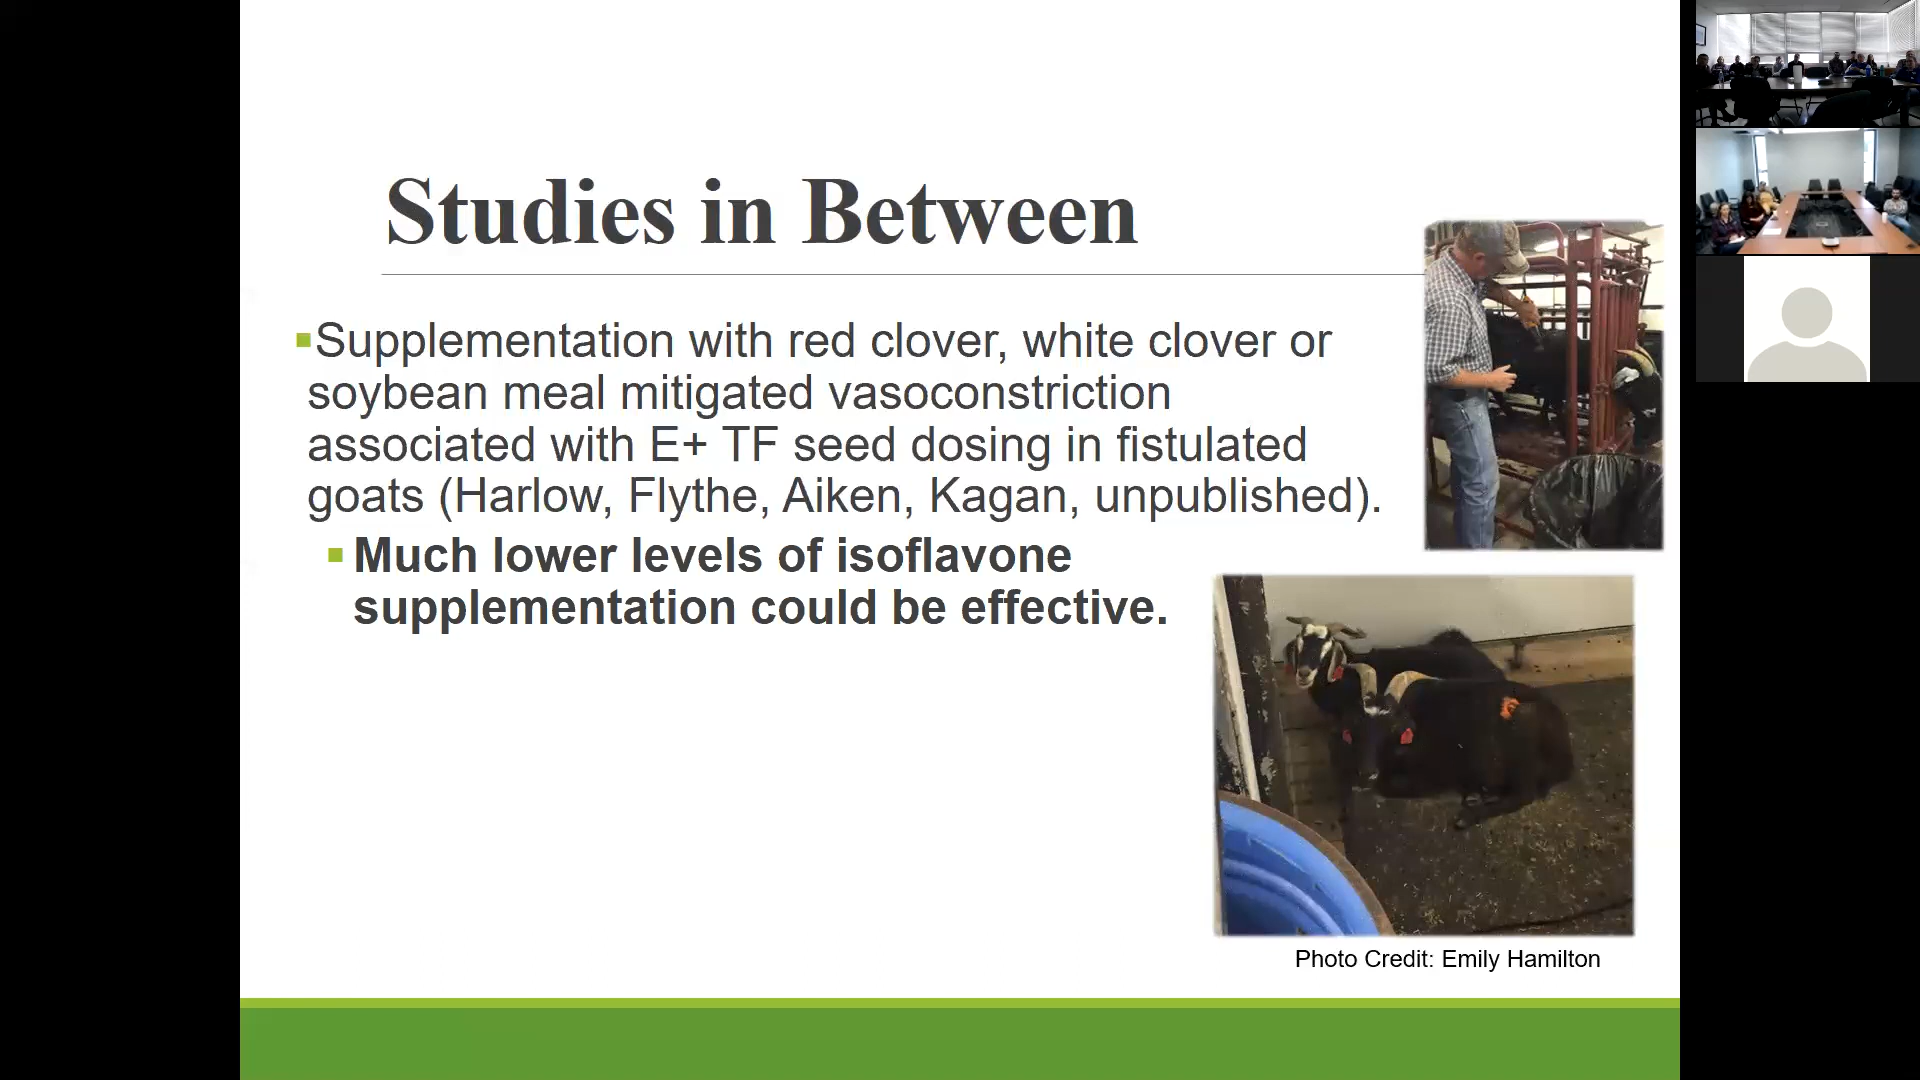 Studies in Between
Supplementation with red clover, white clover or
soybean meal mitigated vasoconstriction
associated with E+ TF seed dosing in fistulated
goats (Harlow, Flythe, Aiken, Kagan, unpublished).
Much lower levels of isoflavone
supplementation could be effective.
Photo Credit: Emily Hamilton